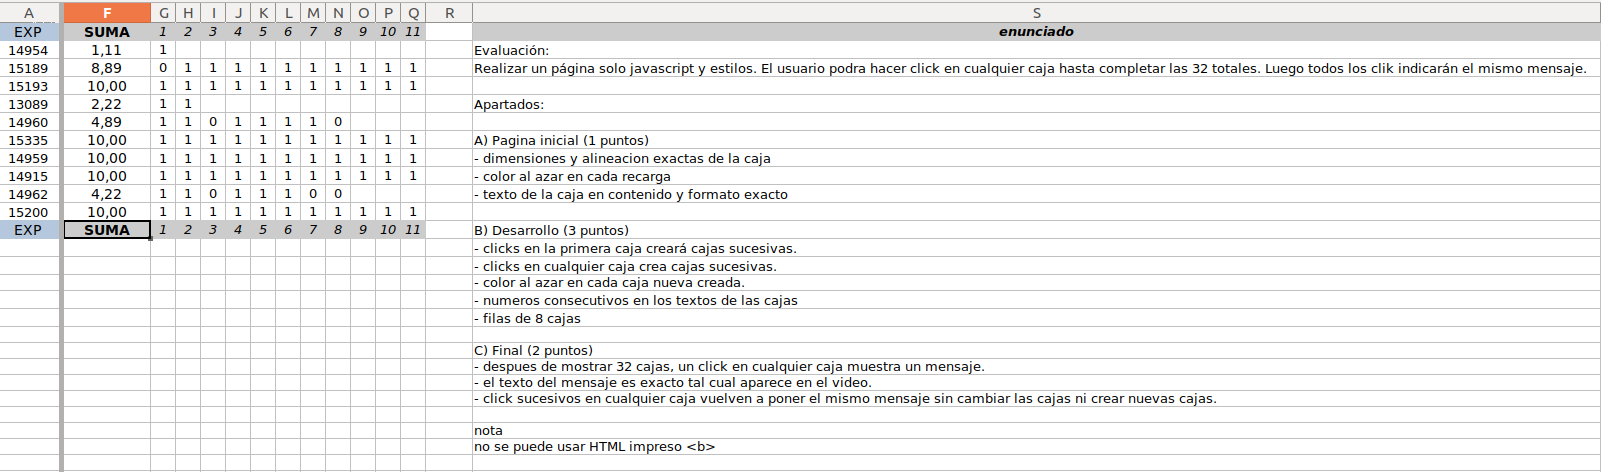 A F G H I J K L M N O P Q R S
EXP SUMA 1 2 3 4 5 6 7 8 9 10 11 enunciado
14954 1,11 1 Evaluación:
15189 8,89 0 1 1 1 1 1 1 1 1 1 1 Realizar un página solo javascript y estilos. El usuario podra hacer click en cualquier caja hasta completar las 32 totales. Luego todos los clik indicarán el mismo mensaje.
15193 10,00 1 1 1 1 1 1 1 1 1 1 1
13089 2,22 1 1 Apartados:
14960 4,89 1 1 0 1 1 1 1 0
15335 10,00 1 1 1 1 1 1 1 1 1 1 1 A) Pagina inicial (1 puntos)
14959 10,00 1 1 1 1 1 1 1 1 1 1 1 - dimensiones y alineacion exactas de la caja
14915 10,00 1 1 1 1 1 1 1 1 1 1 1 - color al azar en cada recarga
14962 4,22 1 1 0 1 1 1 0 0 - texto de la caja en contenido y formato exacto
15200 10,00 1 1 1 1 1 1 1 1 1 1 1
EXP SUMA 1 2 3 4 5 6 7 8 9 10 11 B) Desarrollo (3 puntos)
- clicks en la primera caja creará cajas sucesivas.
- clicks en cualquier caja crea cajas sucesivas.
- color al azar en cada caja nueva creada.
- numeros consecutivos en los textos de las cajas
- filas de 8 cajas
C) Final (2 puntos)
- despues de mostrar 32 cajas, un click en cualquier caja muestra un mensaje.
- el texto del mensaje es exacto tal cual aparece en el video.
- click sucesivos en cualquier caja vuelven a poner el mismo mensaje sin cambiar las cajas ni crear nuevas cajas.
nota
no se puede usar HTML impreso <b>